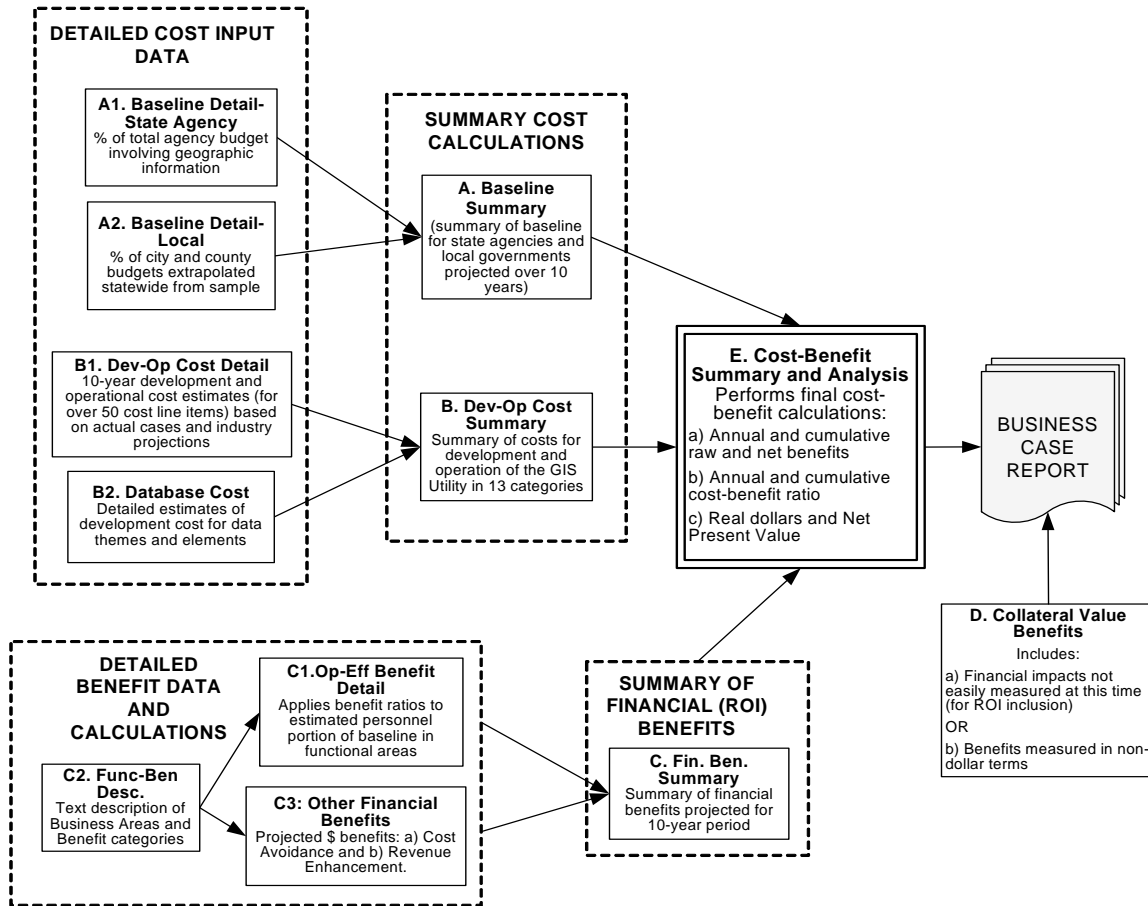 DETAILED COST INPUT
DATA
A1. Baseline Detail-
State Agency
% of total agency budget
involving geographic
information
A2. Baseline Detail-
Local
% of city and county
budgets extrapolated
statewide from sample
B1. Dev-Op Cost Detail
10-year development and
operational cost estimates (for
over 50 cost line items) based
on actual cases and industry
projections
B2. Database Cost
Detailed estimates of
development cost for data
themes and elements
SUMMARY COST
CALCULATIONS
A. Baseline
Summary
(summary of baseline
for state agencies and
local governments
projected over 10
years)
B. Dev-Op Cost
Summary
Summary of costs for
development and
operation of the GIS
Utility in 13 categories
E. Cost-Benefit
Summary and Analysis
Performs final cost-
benefit calculations:
a) Annual and cumulative
raw and net benefits
b) Annual and cumulative
cost-benefit ratio
c) Real dollars and Net
Present Value
BUSINESS
CASE
REPORT
D. Collateral Value
Benefits
Includes:
a) Financial impacts not
easily measured at this time
(for ROI inclusion)
OR
b) Benefits measured in non-
dollar terms
DETAILED
BENEFIT DATA
AND
CALCULATIONS
C2. Func-Ben
Desc.
Text description of
Business Areas and
Benefit categories
C1.Op-Eff Benefit
Detail
Applies benefit ratios to
estimated personnel
portion of baseline in
functional areas
C3: Other Financial
Benefits
Projected $ benefits: a) Cost
Avoidance and b) Revenue
Enhancement.
SUMMARY OF
FINANCIAL (ROI)
BENEFITS
C. Fin. Ben.
Summary
Summary of financial
benefits projected for
10-year period